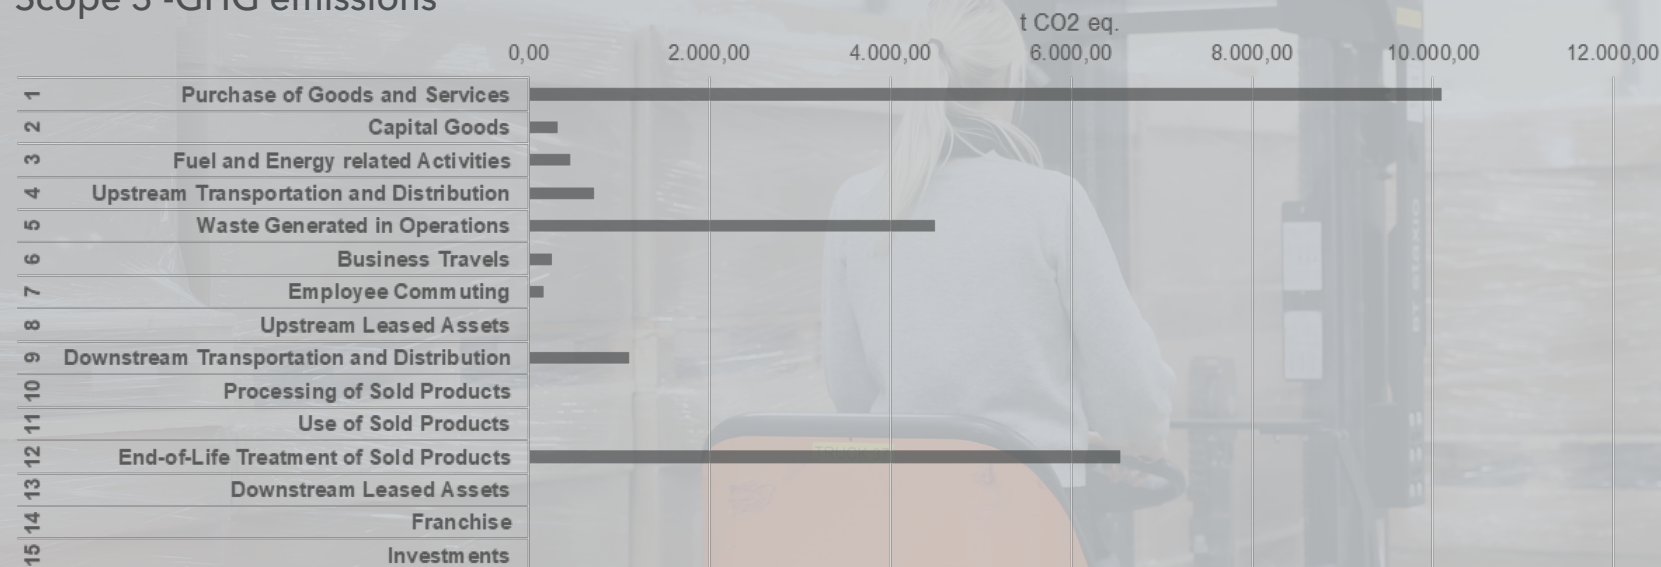 Scope 3 -GHG emissions
t CO2 eq.
0,00 2.000,00 4.000,00 6.000,00 8.000,00 10.000,00 12.000,00
1 Purchase of Goods and Services
2 Capital Goods
3 Fuel and Energy related Activities
4 Upstream Transportation and Distribution
5 Waste Generated in Operations
6 Business Travels
7 Employee Commuting
8 Upstream Leased Assets
9 Downstream Transportation and Distribution
10 Processing of Sold Products
11 Use of Sold Products
12 End-of-Life Treatment of Sold Products
13 Downstream Leased Assets
14 Franchise
15 Investments